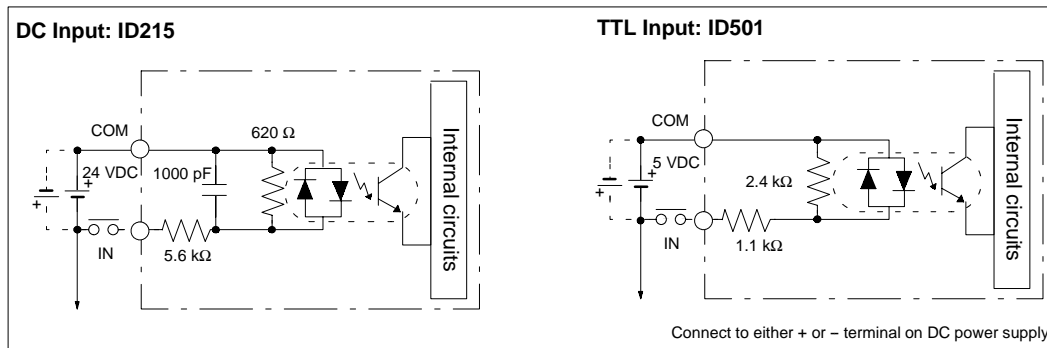 DC Input: ID215
COM
24 VDC
+
+
1000 pF
620 Ω
IN
5.6 kΩ
Internal circuits
TTL Input: ID501
COM
5 VDC
+
+
2.4 kΩ
IN
1.1 kΩ
Internal circuits
Connect to either + or – terminal on DC power supply